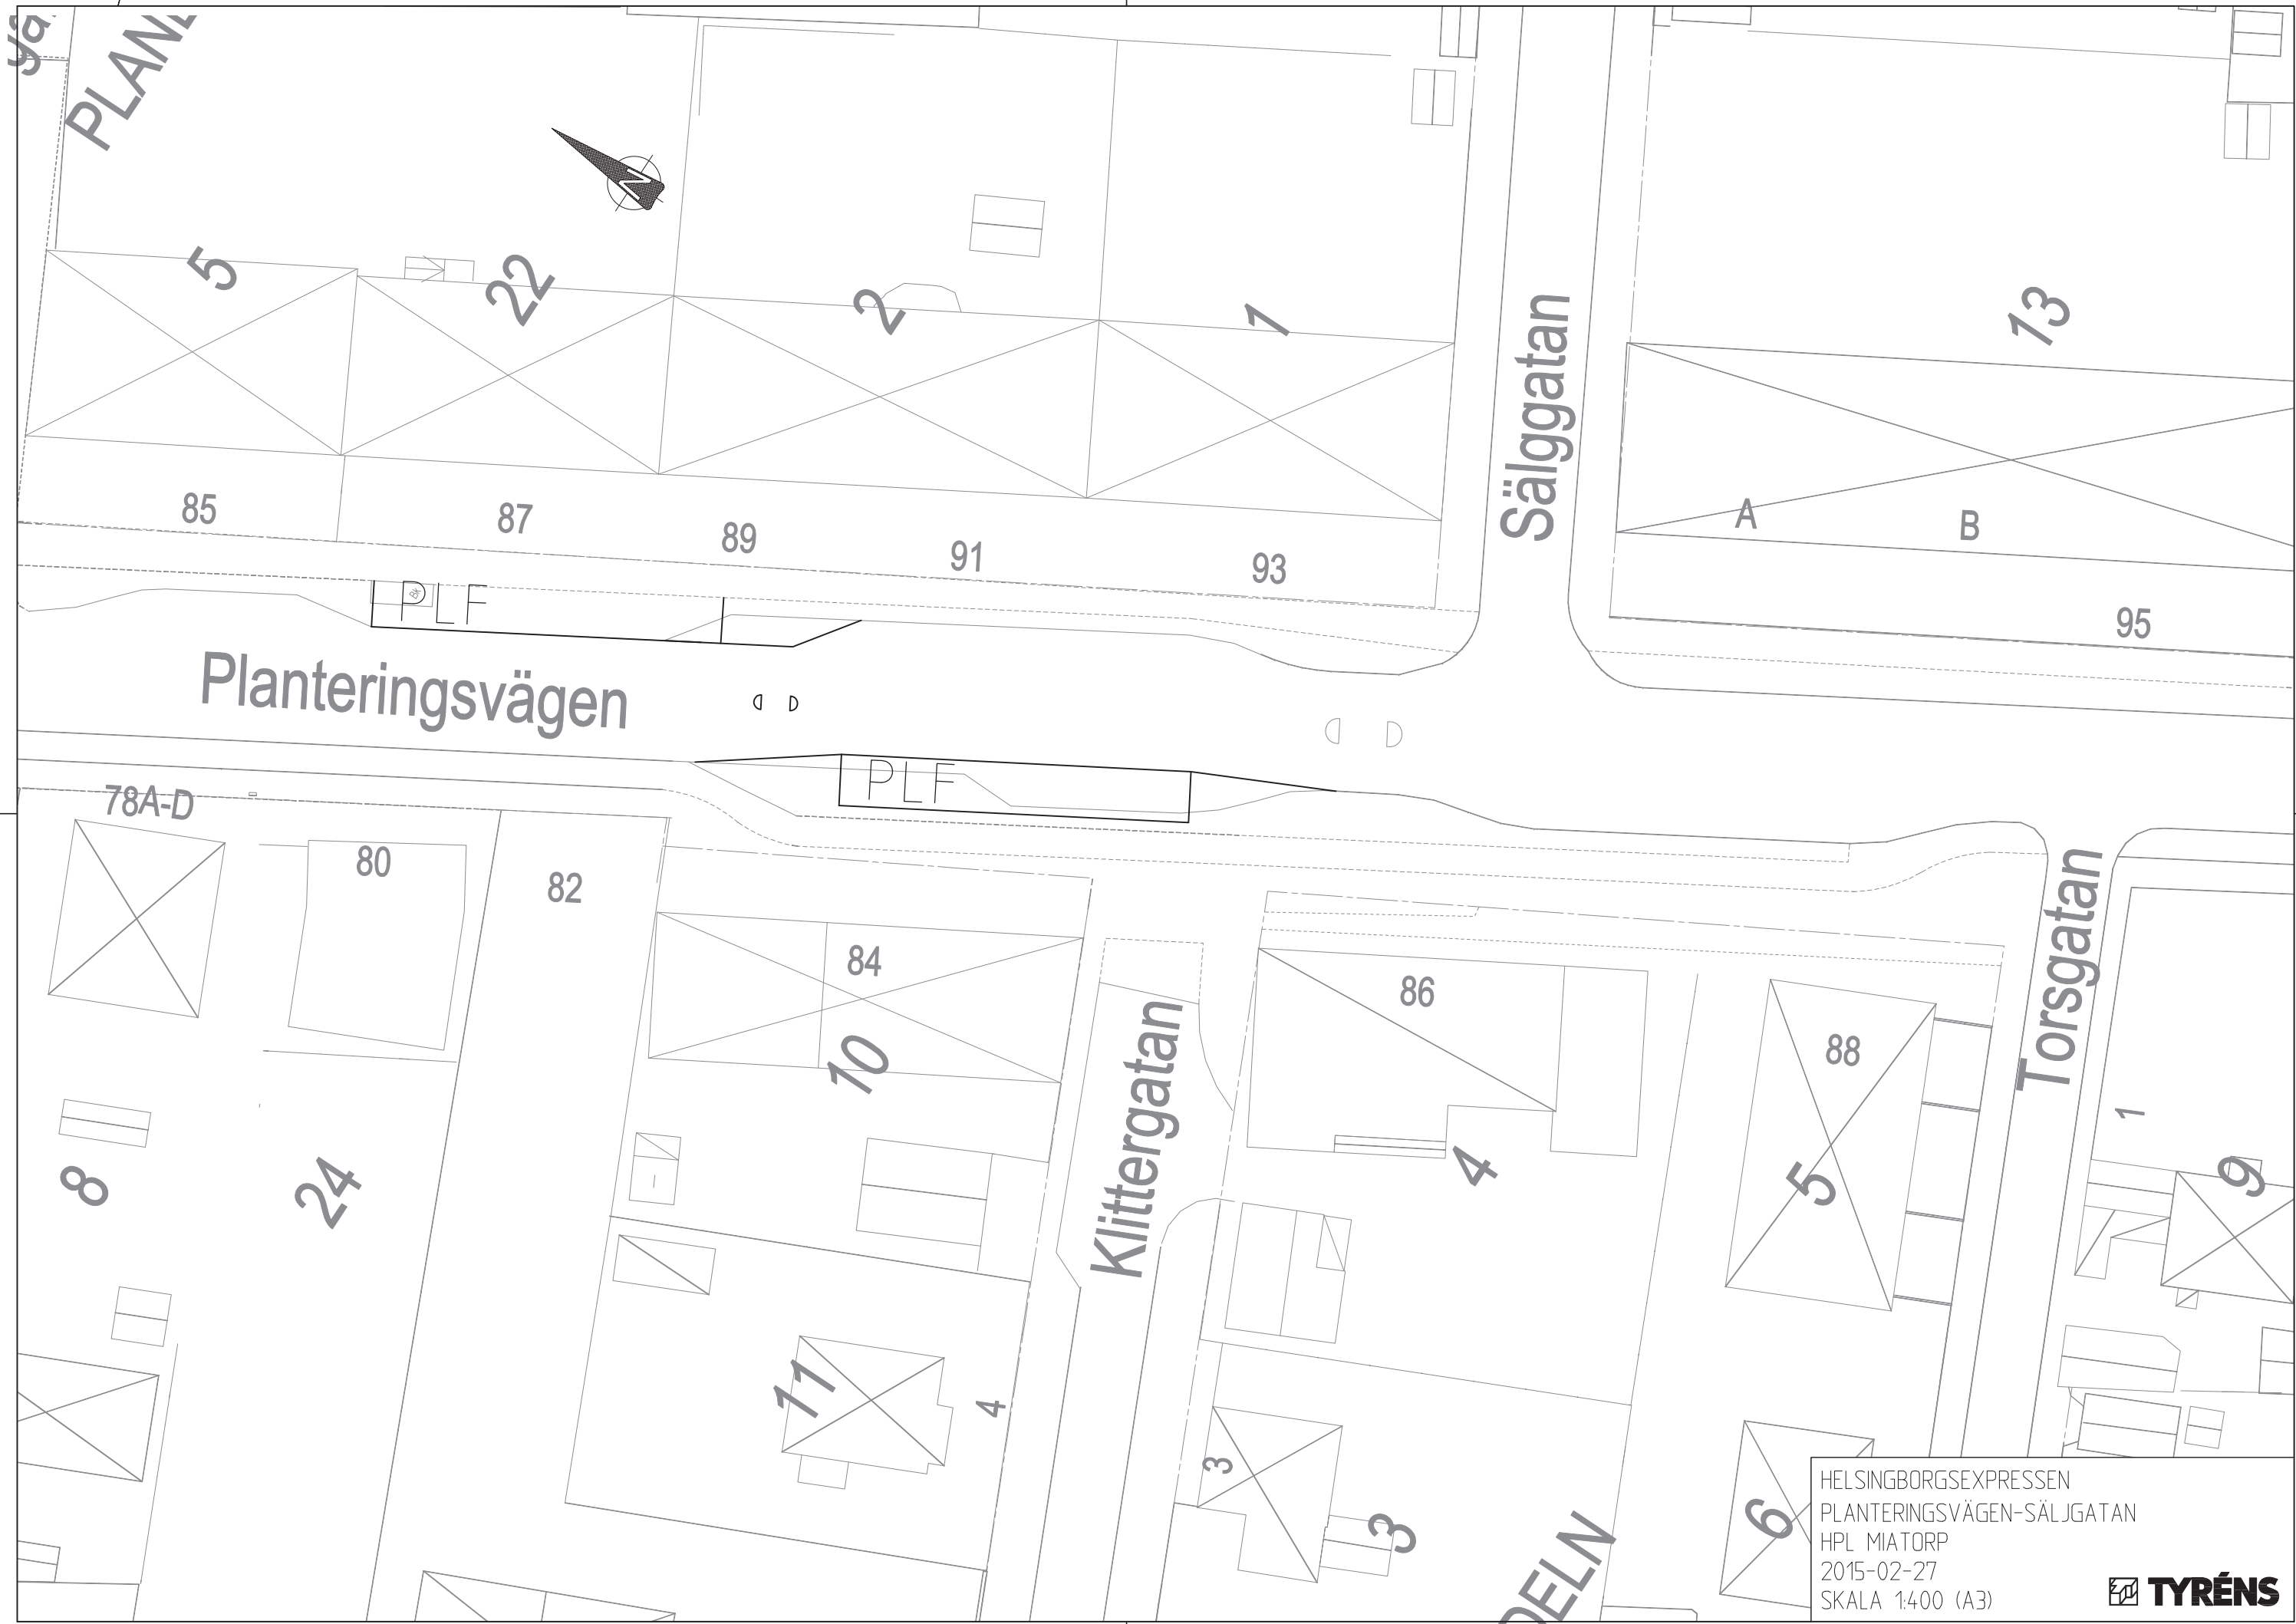 ga
PLAN
N
5
22
2
1
13
Sälggatan
85
87
89
91
93
A
B
95
PLF
Planteringsvägen
PLF
78A-D
80
82
84
86
88
10
Klittergatan
Torsgatan
8
24
4
5
1
9
11
4
3
3
6
DELN
HELSINGBORGSEXPRESSEN
PLANTERINGSVÄGEN-SÄLJGATAN
HPL MIATORP
2015-02-27
SKALA 1:400 (A3)
TYRÉNS